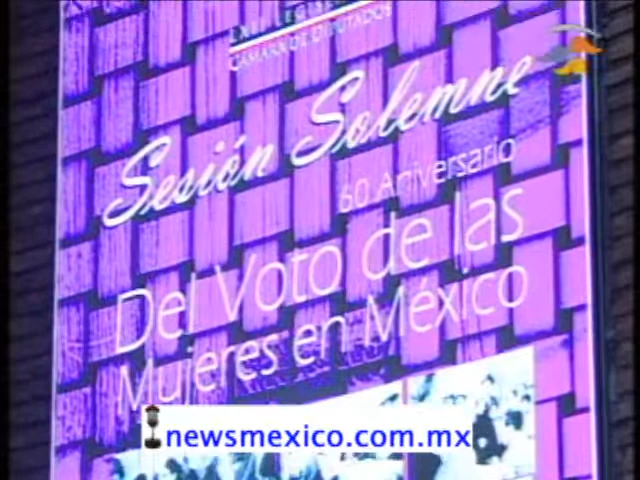 CÁMARA DE DIPUTADOS
Sesión Solemne
60 Aniversario
Del Voto de las
Mujeres en México
newsmexico.com.mx